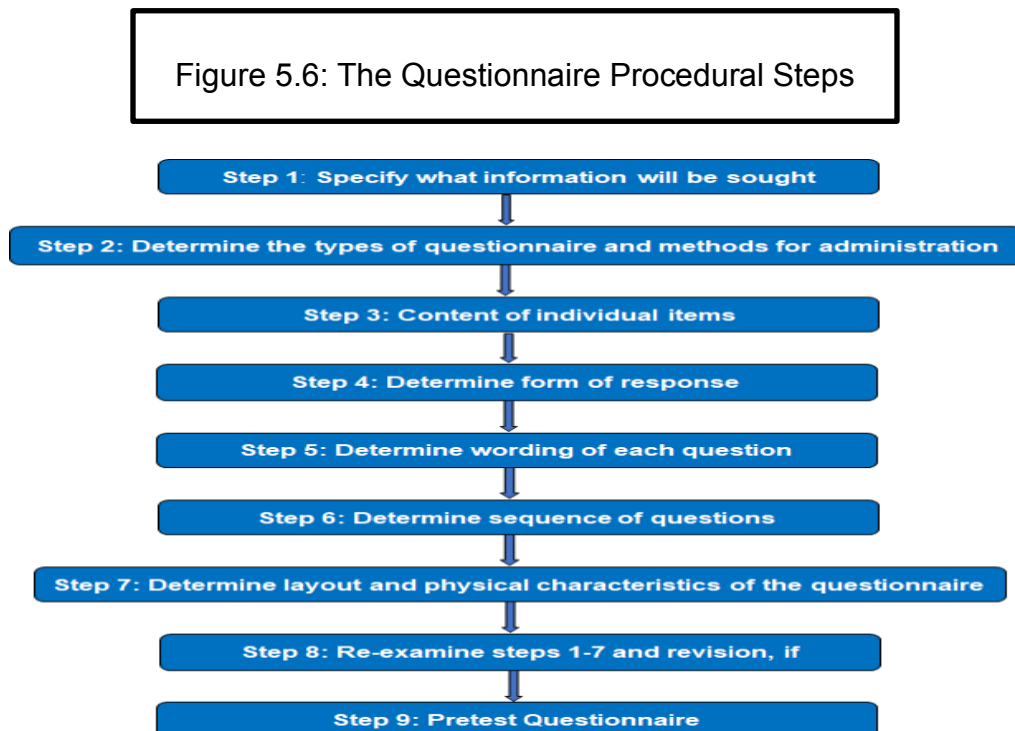 Figure 5.6: The Questionnaire Procedural Steps
Step 1: Specify what information will be sought
Step 2: Determine the types of questionnaire and methods for administration
Step 3: Content of individual items
Step 4: Determine form of response
Step 5: Determine wording of each question
Step 6: Determine sequence of questions
Step 7: Determine layout and physical characteristics of the questionnaire
Step 8: Re-examine steps 1-7 and revision, if
Step 9: Pretest Questionnaire